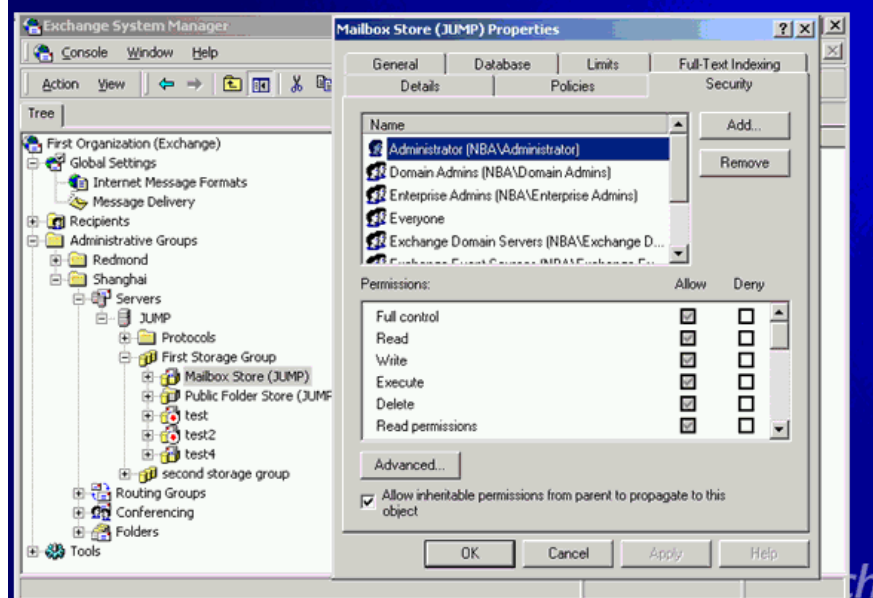 Exchange System Manager
Console Window Help
Action View
Tree
First Organization (Exchange)
Global Settings
Internet Message Formats
Message Delivery
Recipients
Administrative Groups
Redmond
Shanghai
Servers
JUMP
Protocols
First Storage Group
Mailbox Store (JUMP)
Public Folder Store (JUMP
test
test2
test4
second storage group
Routing Groups
Conferencing
Folders
Tools
Mailbox Store (JUMP) Properties
General Database Limits Full-Text Indexing
Details Policies Security
Name
Administrator (NBA\Administrator)
Domain Admins (NBA\Domain Admins)
Enterprise Admins (NBA\Enterprise Admins)
Everyone
Exchange Domain Servers (NBA\Exchange D...
Add...
Remove
Permissions: Allow Deny
Full control
Read
Write
Execute
Delete
Read permissions
Advanced...
Allow inheritable permissions from parent to propagate to this
object
OK Cancel Apply Help
ch